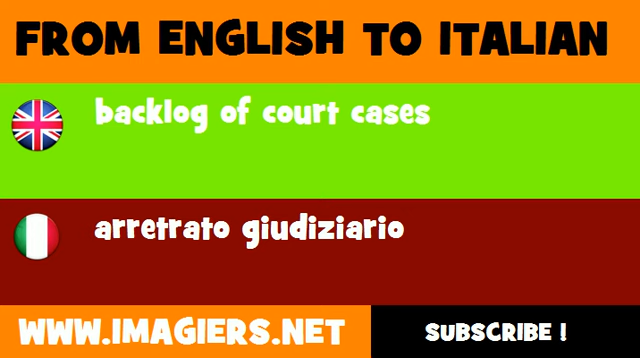 FROM ENGLISH TO ITALIAN
backlog of court cases
arretrato giudiziario
WWW.IMAGIERS.NET
SUBSCRIBE !